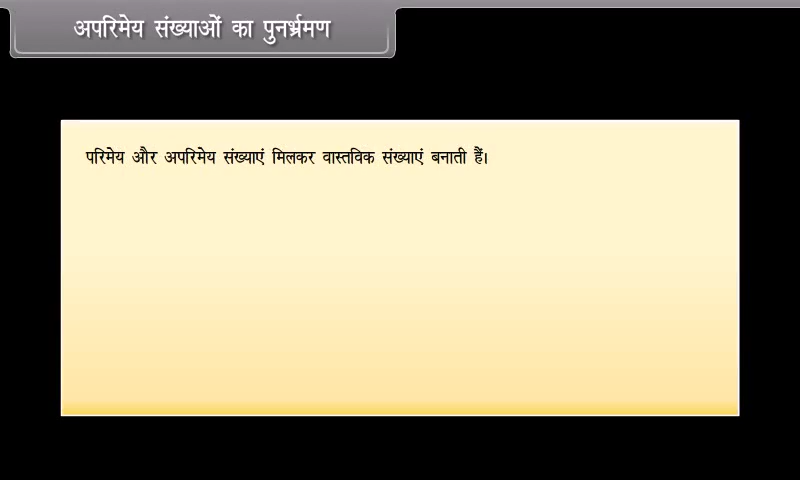 अपरिमेय संख्याओं का पुनर्भ्रमण
परिमेय और अपरिमेय संख्याएं मिलकर वास्तविक संख्याएं बनाती हैं।